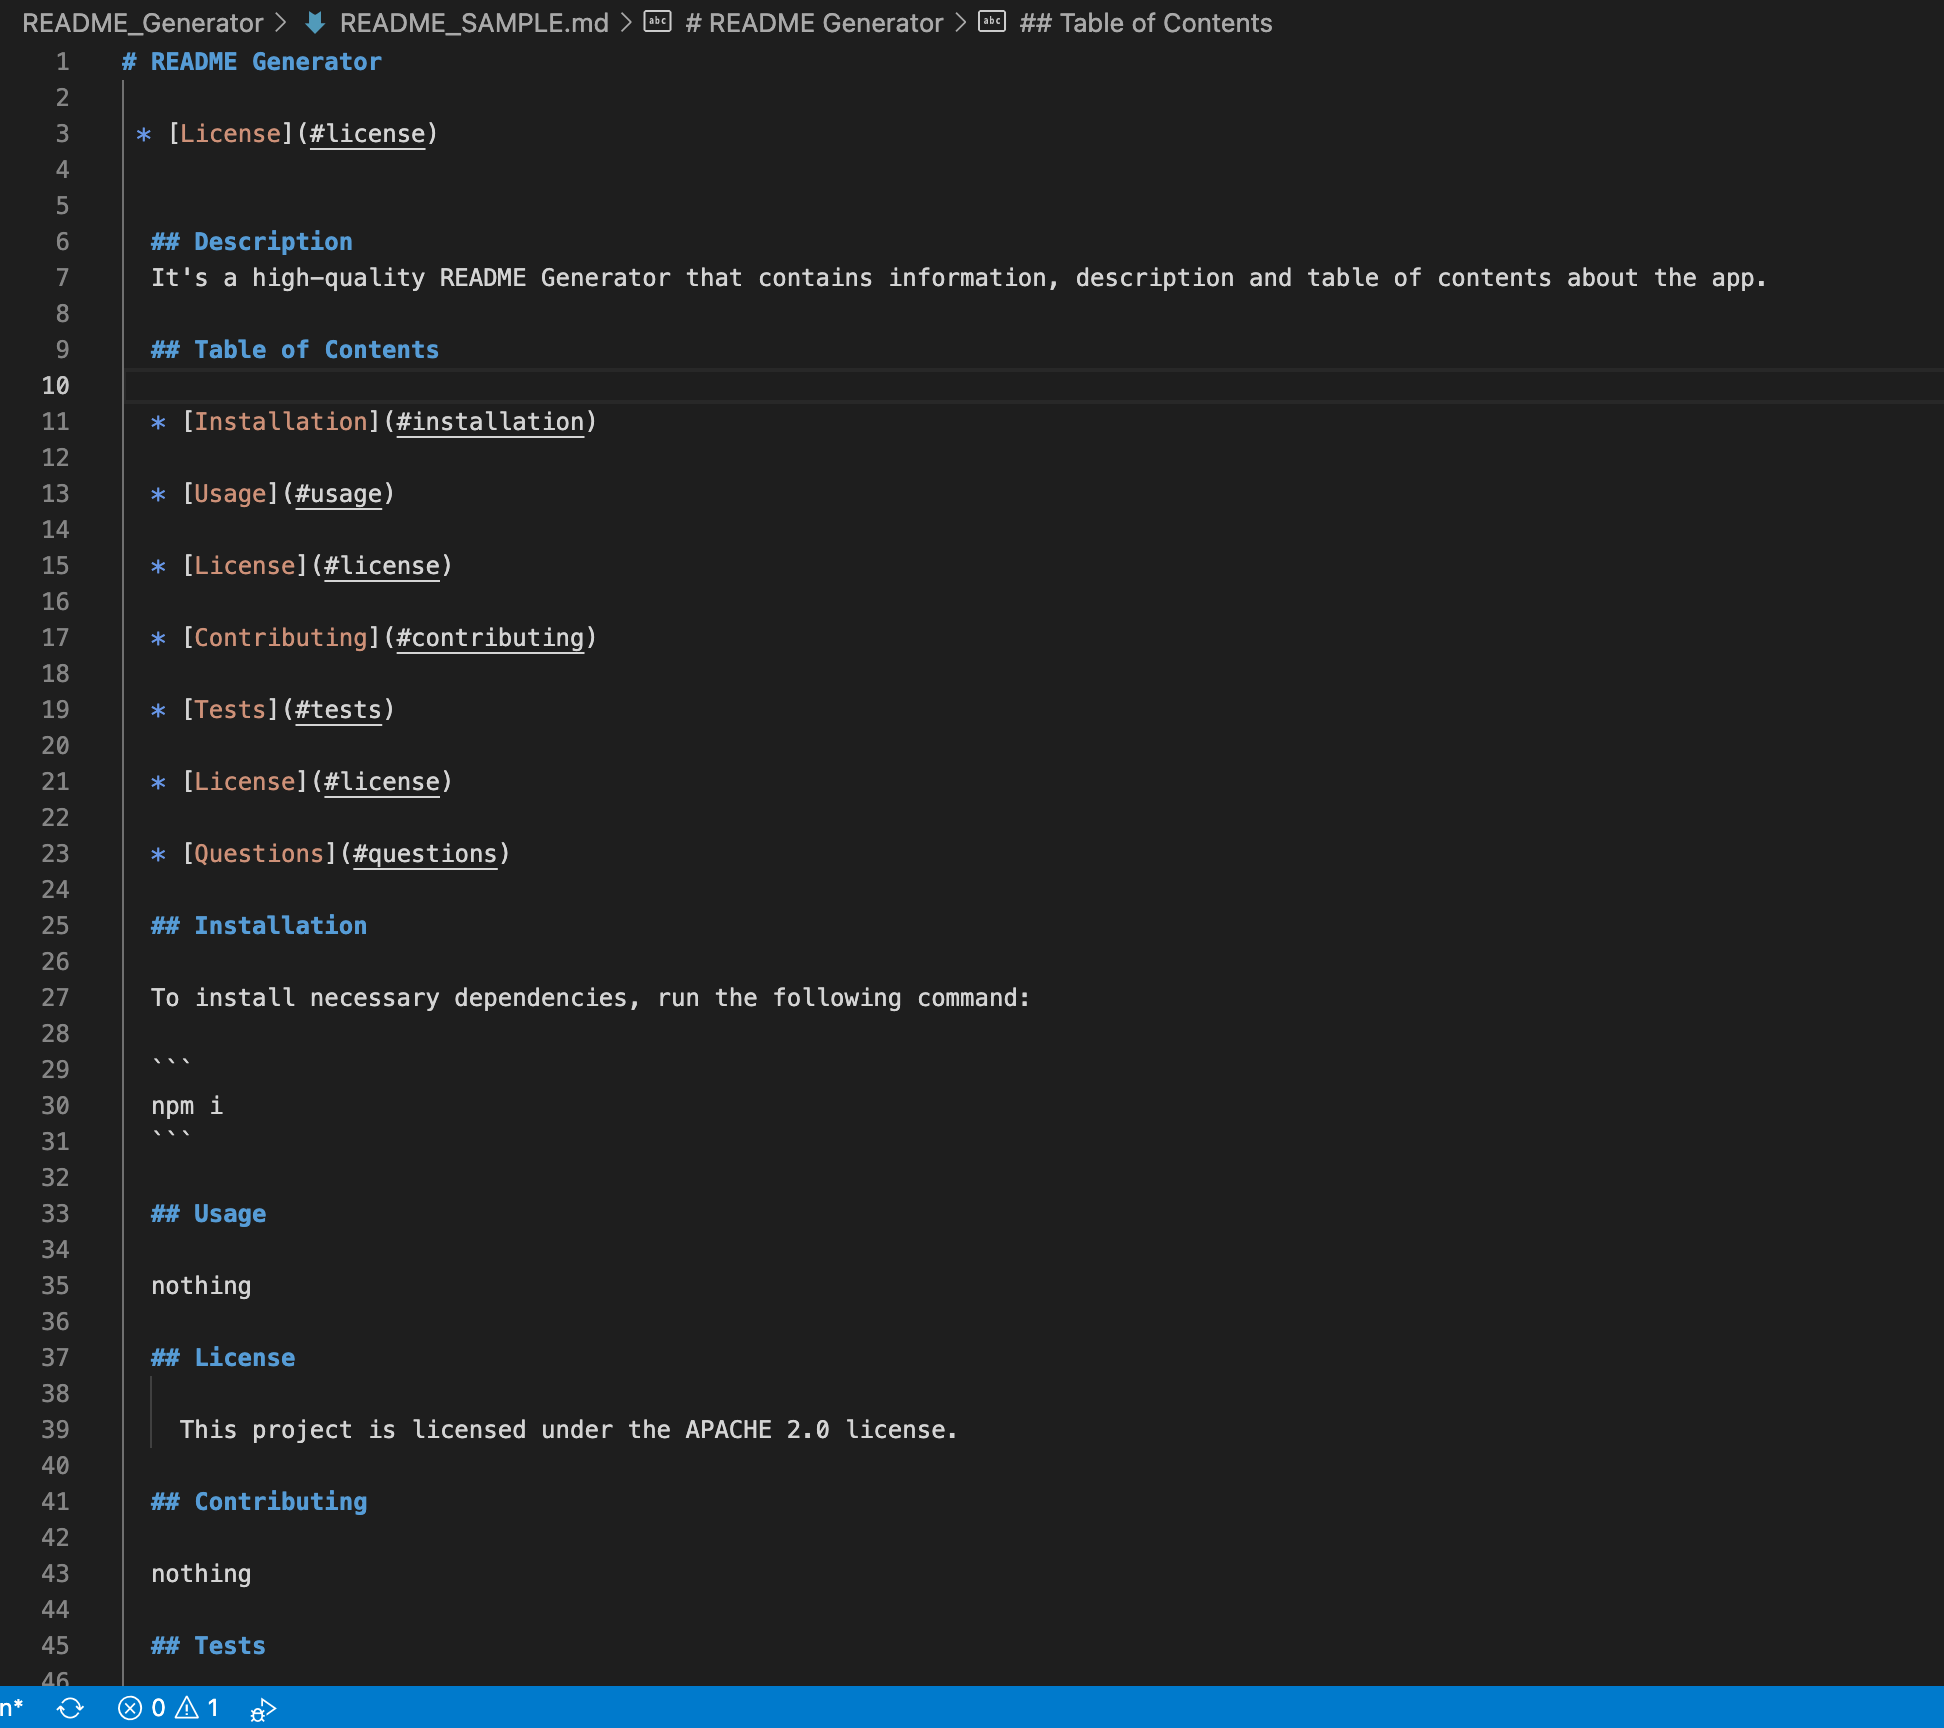 README_Generator > README_SAMPLE.md > abc # README Generator > abc ## Table of Contents
1 # README Generator
2
3 * [License](#license)
4
5
6 ## Description
7 It's a high-quality README Generator that contains information, description and table of contents about the app.
8
9 ## Table of Contents
10
11 * [Installation](#installation)
12
13 * [Usage](#usage)
14
15 * [License](#license)
16
17 * [Contributing](#contributing)
18
19 * [Tests](#tests)
20
21 * [License](#license)
22
23 * [Questions](#questions)
24
25 ## Installation
26
27 To install necessary dependencies, run the following command:
28
29 ```
30 npm i
31 ```
32
33 ## Usage
34
35 nothing
36
37 ## License
38
39 This project is licensed under the APACHE 2.0 license.
40
41 ## Contributing
42
43 nothing
44
45 ## Tests
46
n* 0 1